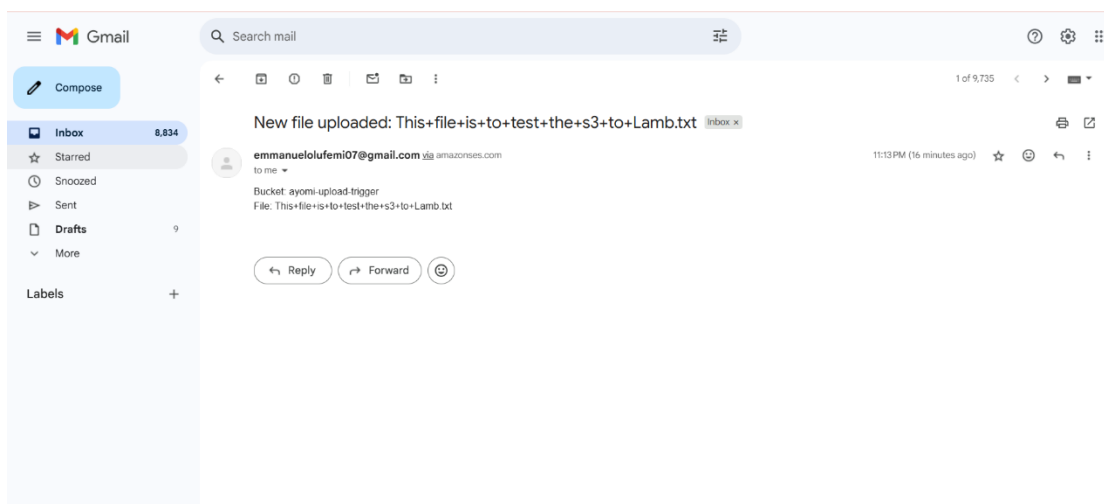 Gmail
Search mail
Compose
1 of 9,735
Inbox 8,834
Starred
Snoozed
Sent
Drafts 9
More
Labels
New file uploaded: This+file+is+to+test+the+s3+to+Lamb.txt Inbox ×
emmanuelolufemi07@gmail.com via amazonses.com 11:13 PM (16 minutes ago)
to me
Bucket: ayomi-upload-trigger
File: This+file+is+to+test+the+s3+to+Lamb.txt
Reply Forward